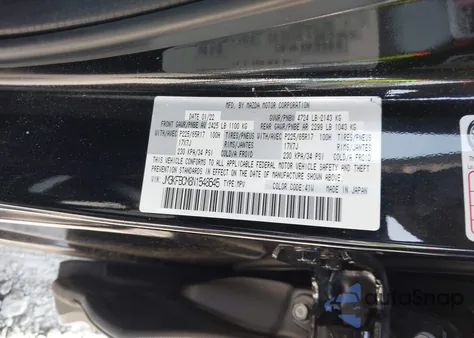 MFD. BY MAZDA MOTOR CORPORATION
DATE 01/22 GVWR/PNBV 4724 LB/2143 KG
FRONT GAWR/PNBE AV 2425 LB 1100 KG REAR GAWR/PNBE AR 2299 LB 1043 KG
WITH/AVEC P225/65R17 100H TIRES/PNEUS WITH/AVEC P225/65R17 100H TIRES/PNEUS
17X7J RIMS/JANTES 17X7J RIMS/JANTES
230 KPA/34 PSI COLD/A FROID 230 KPA/34 PSI COLD/A FROID
THIS VEHICLE CONFORMS TO ALL APPLICABLE FEDERAL MOTOR VEHICLE
SAFETY, BUMPER, AND THEFT
PREVENTION STANDARDS IN EFFECT ON THE DATE OF MANUFACTURE SHOWN ABOVE.
VIN: JM3KFBCM9N1548645 TYPE:MPV
COLOR CODE:41W MADE IN JAPAN
autoSnap